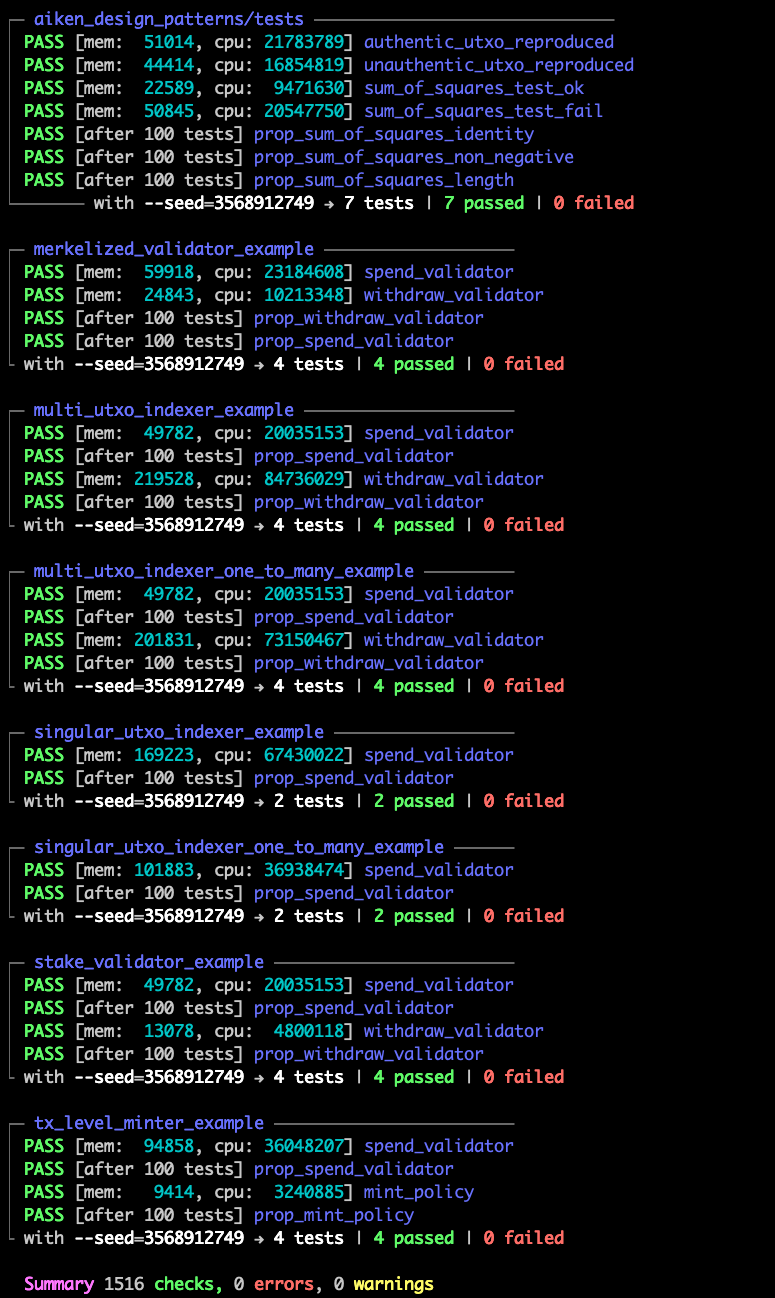 aiken_design_patterns/tests
PASS [mem:  51014, cpu: 21783789] authentic_utxo_reproduced
PASS [mem:  44414, cpu: 16854819] unauthentic_utxo_reproduced
PASS [mem:  22589, cpu:  9471630] sum_of_squares_test_ok
PASS [mem:  50845, cpu: 20547750] sum_of_squares_test_fail
PASS [after 100 tests] prop_sum_of_squares_identity
PASS [after 100 tests] prop_sum_of_squares_non_negative
PASS [after 100 tests] prop_sum_of_squares_length
with --seed=3568912749 → 7 tests | 7 passed | 0 failed
merkelized_validator_example
PASS [mem:  59918, cpu: 23184608] spend_validator
PASS [mem:  24843, cpu: 10213348] withdraw_validator
PASS [after 100 tests] prop_withdraw_validator
PASS [after 100 tests] prop_spend_validator
with --seed=3568912749 → 4 tests | 4 passed | 0 failed
multi_utxo_indexer_example
PASS [mem:  49782, cpu: 20035153] spend_validator
PASS [after 100 tests] prop_spend_validator
PASS [mem: 219528, cpu: 84736029] withdraw_validator
PASS [after 100 tests] prop_withdraw_validator
with --seed=3568912749 → 4 tests | 4 passed | 0 failed
multi_utxo_indexer_one_to_many_example
PASS [mem:  49782, cpu: 20035153] spend_validator
PASS [after 100 tests] prop_spend_validator
PASS [mem: 201831, cpu: 73150467] withdraw_validator
PASS [after 100 tests] prop_withdraw_validator
with --seed=3568912749 → 4 tests | 4 passed | 0 failed
singular_utxo_indexer_example
PASS [mem: 169223, cpu: 67430022] spend_validator
PASS [after 100 tests] prop_spend_validator
with --seed=3568912749 → 2 tests | 2 passed | 0 failed
singular_utxo_indexer_one_to_many_example
PASS [mem: 101883, cpu: 36938474] spend_validator
PASS [after 100 tests] prop_spend_validator
with --seed=3568912749 → 2 tests | 2 passed | 0 failed
stake_validator_example
PASS [mem:  49782, cpu: 20035153] spend_validator
PASS [after 100 tests] prop_spend_validator
PASS [mem:  13078, cpu:  4800118] withdraw_validator
PASS [after 100 tests] prop_withdraw_validator
with --seed=3568912749 → 4 tests | 4 passed | 0 failed
tx_level_minter_example
PASS [mem:  94858, cpu: 36048207] spend_validator
PASS [after 100 tests] prop_spend_validator
PASS [mem:   9414, cpu:  3240885] mint_policy
PASS [after 100 tests] prop_mint_policy
with --seed=3568912749 → 4 tests | 4 passed | 0 failed
Summary 1516 checks, 0 errors, 0 warnings